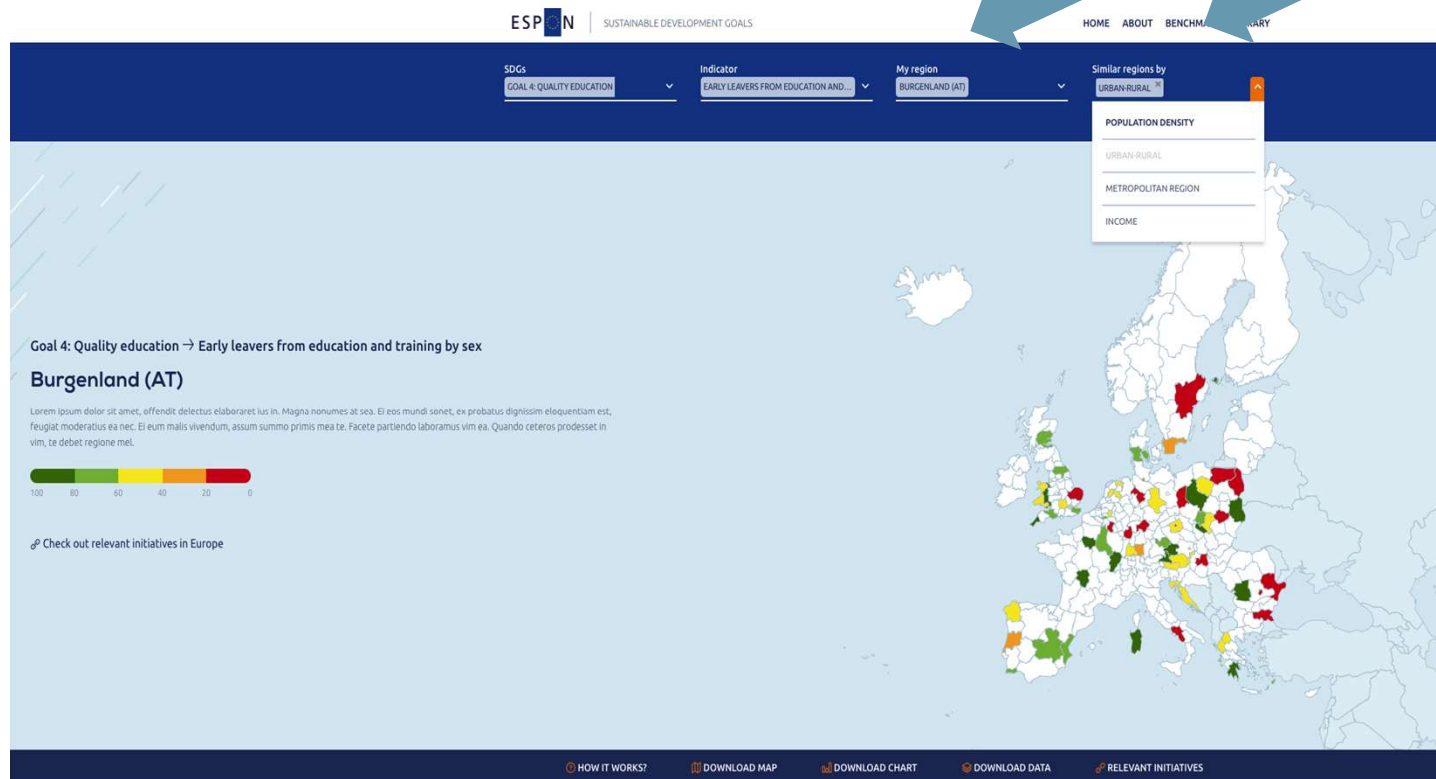 ESPON
SUSTAINABLE DEVELOPMENT GOALS
HOME ABOUT
SDGs
GOAL 4: QUALITY EDUCATION
Indicator
EARLY LEAVERS FROM EDUCATION AND...
My region
BURGENLAND (AT)
Similar regions by
URBAN-RURAL ×
POPULATION DENSITY
URBAN-RURAL
METROPOLITAN REGION
INCOME
Goal 4: Quality education → Early leavers from education and training by sex
Burgenland (AT)
Lorem ipsum dolor sit amet, offendit delectus elaboraret ius in. Magna nonumes at sea. Ei eos mundi sonet, ex probatus dignissim eloquentiam est,
feugiat moderatius ea nec. Ei eum malis vivendum, assum summo primis mea te. Facete partiendo laboramus vim ea. Quando ceteros prodesset in
vim, te debet regione mel.
100 80 60 40 20 0
Check out relevant initiatives in Europe
HOW IT WORKS? DOWNLOAD MAP DOWNLOAD CHART DOWNLOAD DATA RELEVANT INITIATIVES